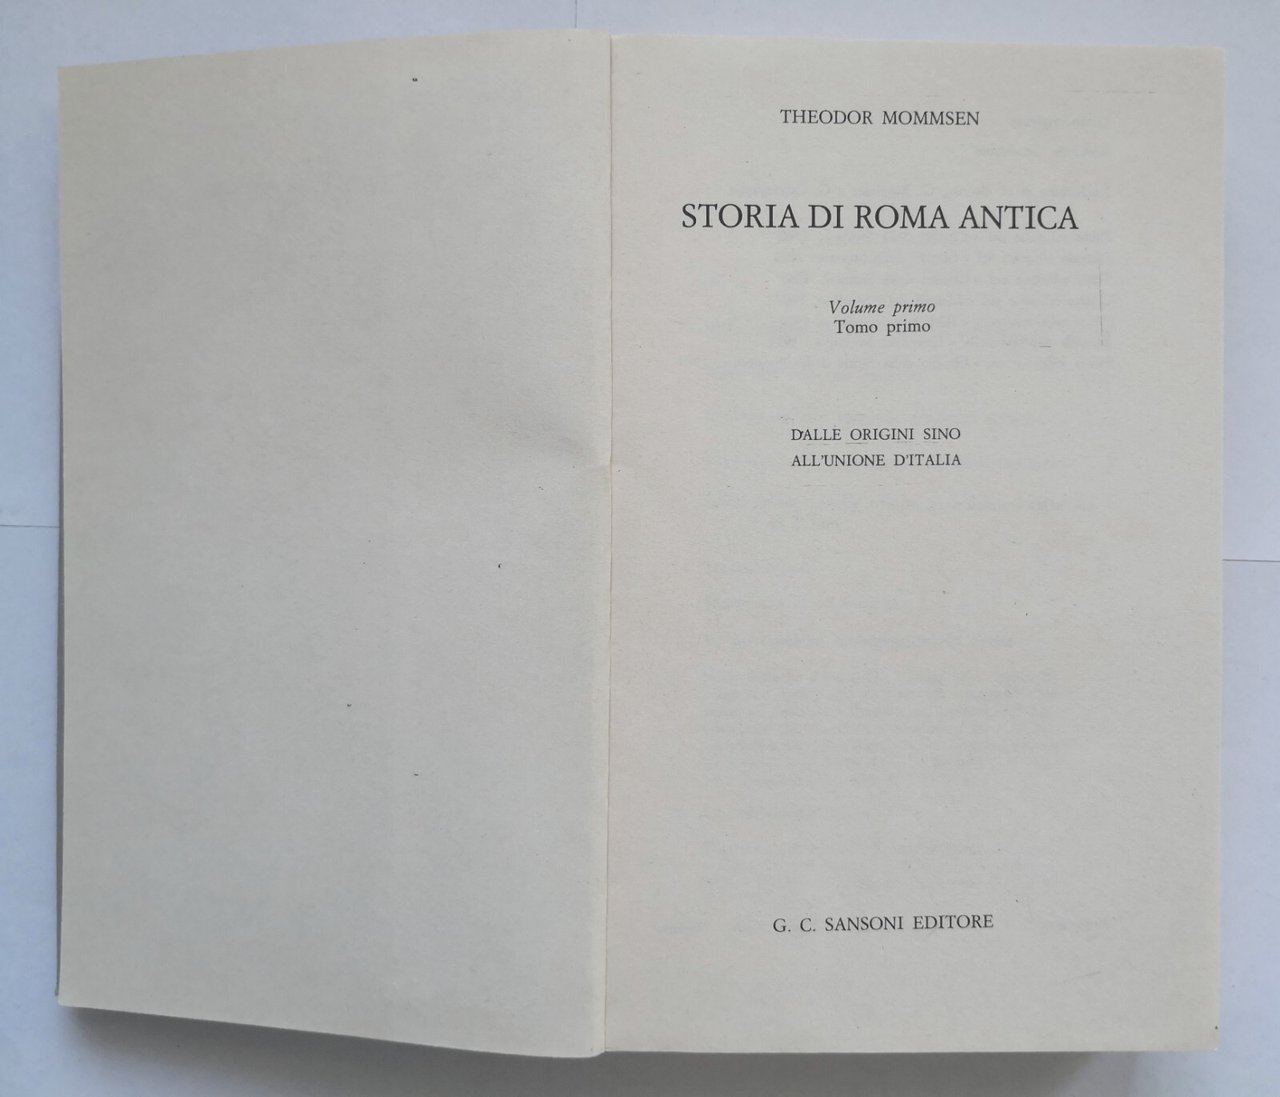 THEODOR MOMMSEN
STORIA DI ROMA ANTICA
Volume primo
Tomo primo
DALLE ORIGINI SINO
ALL'UNIONE D'ITALIA
G. C. SANSONI EDITORE